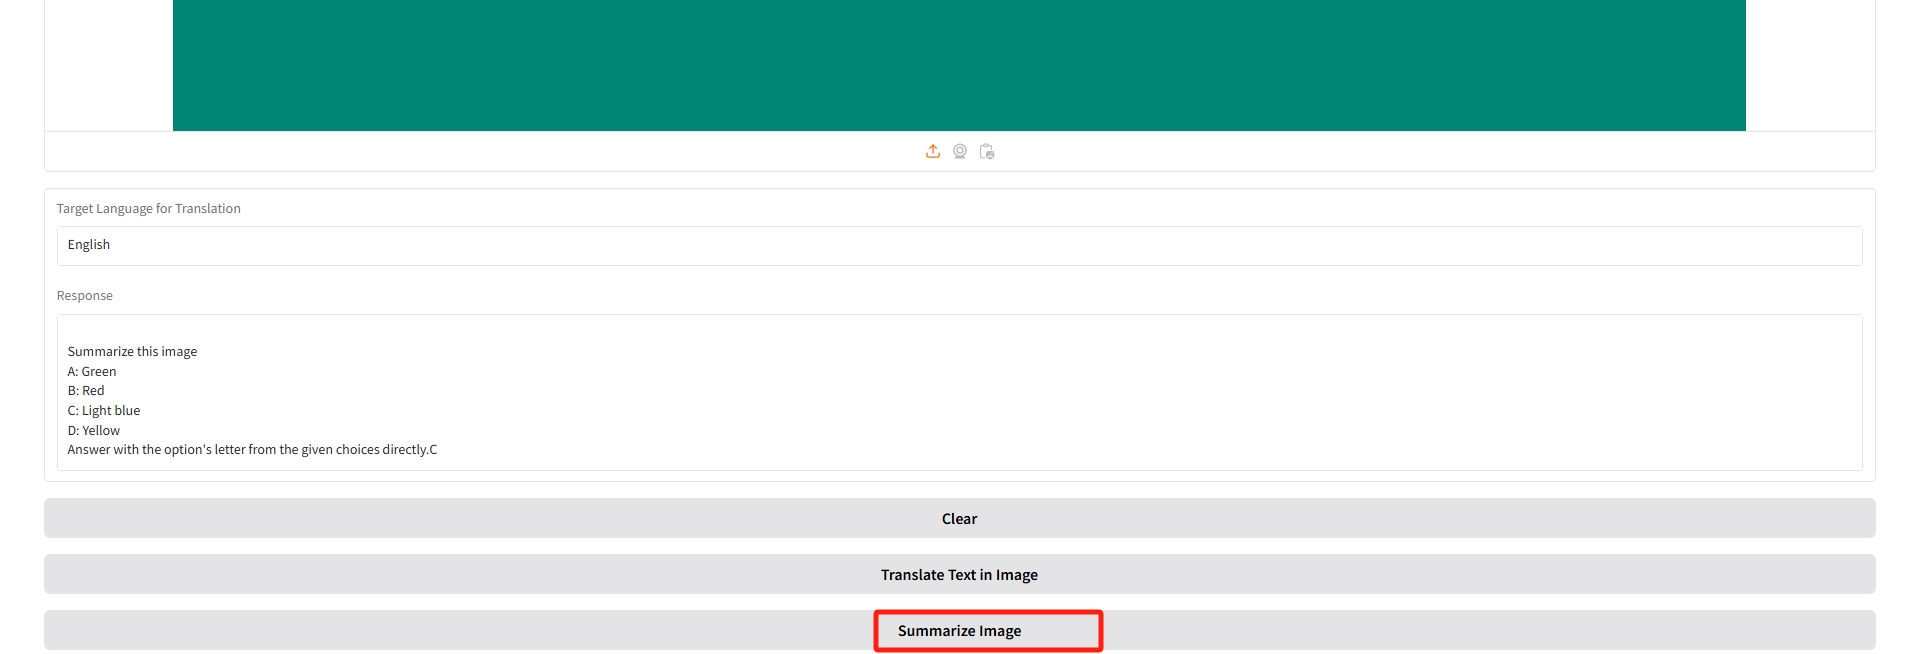 Target Language for Translation
English
Response
Summarize this image
A: Green
B: Red
C: Light blue
D: Yellow
Answer with the option's letter from the given choices directly.C
Clear
Translate Text in Image
Summarize Image